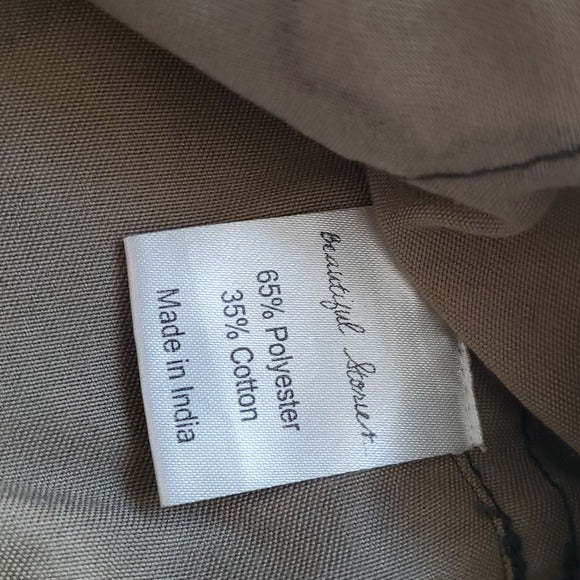 Beautiful Stories...
65% Polyester
35% Cotton
Made in India